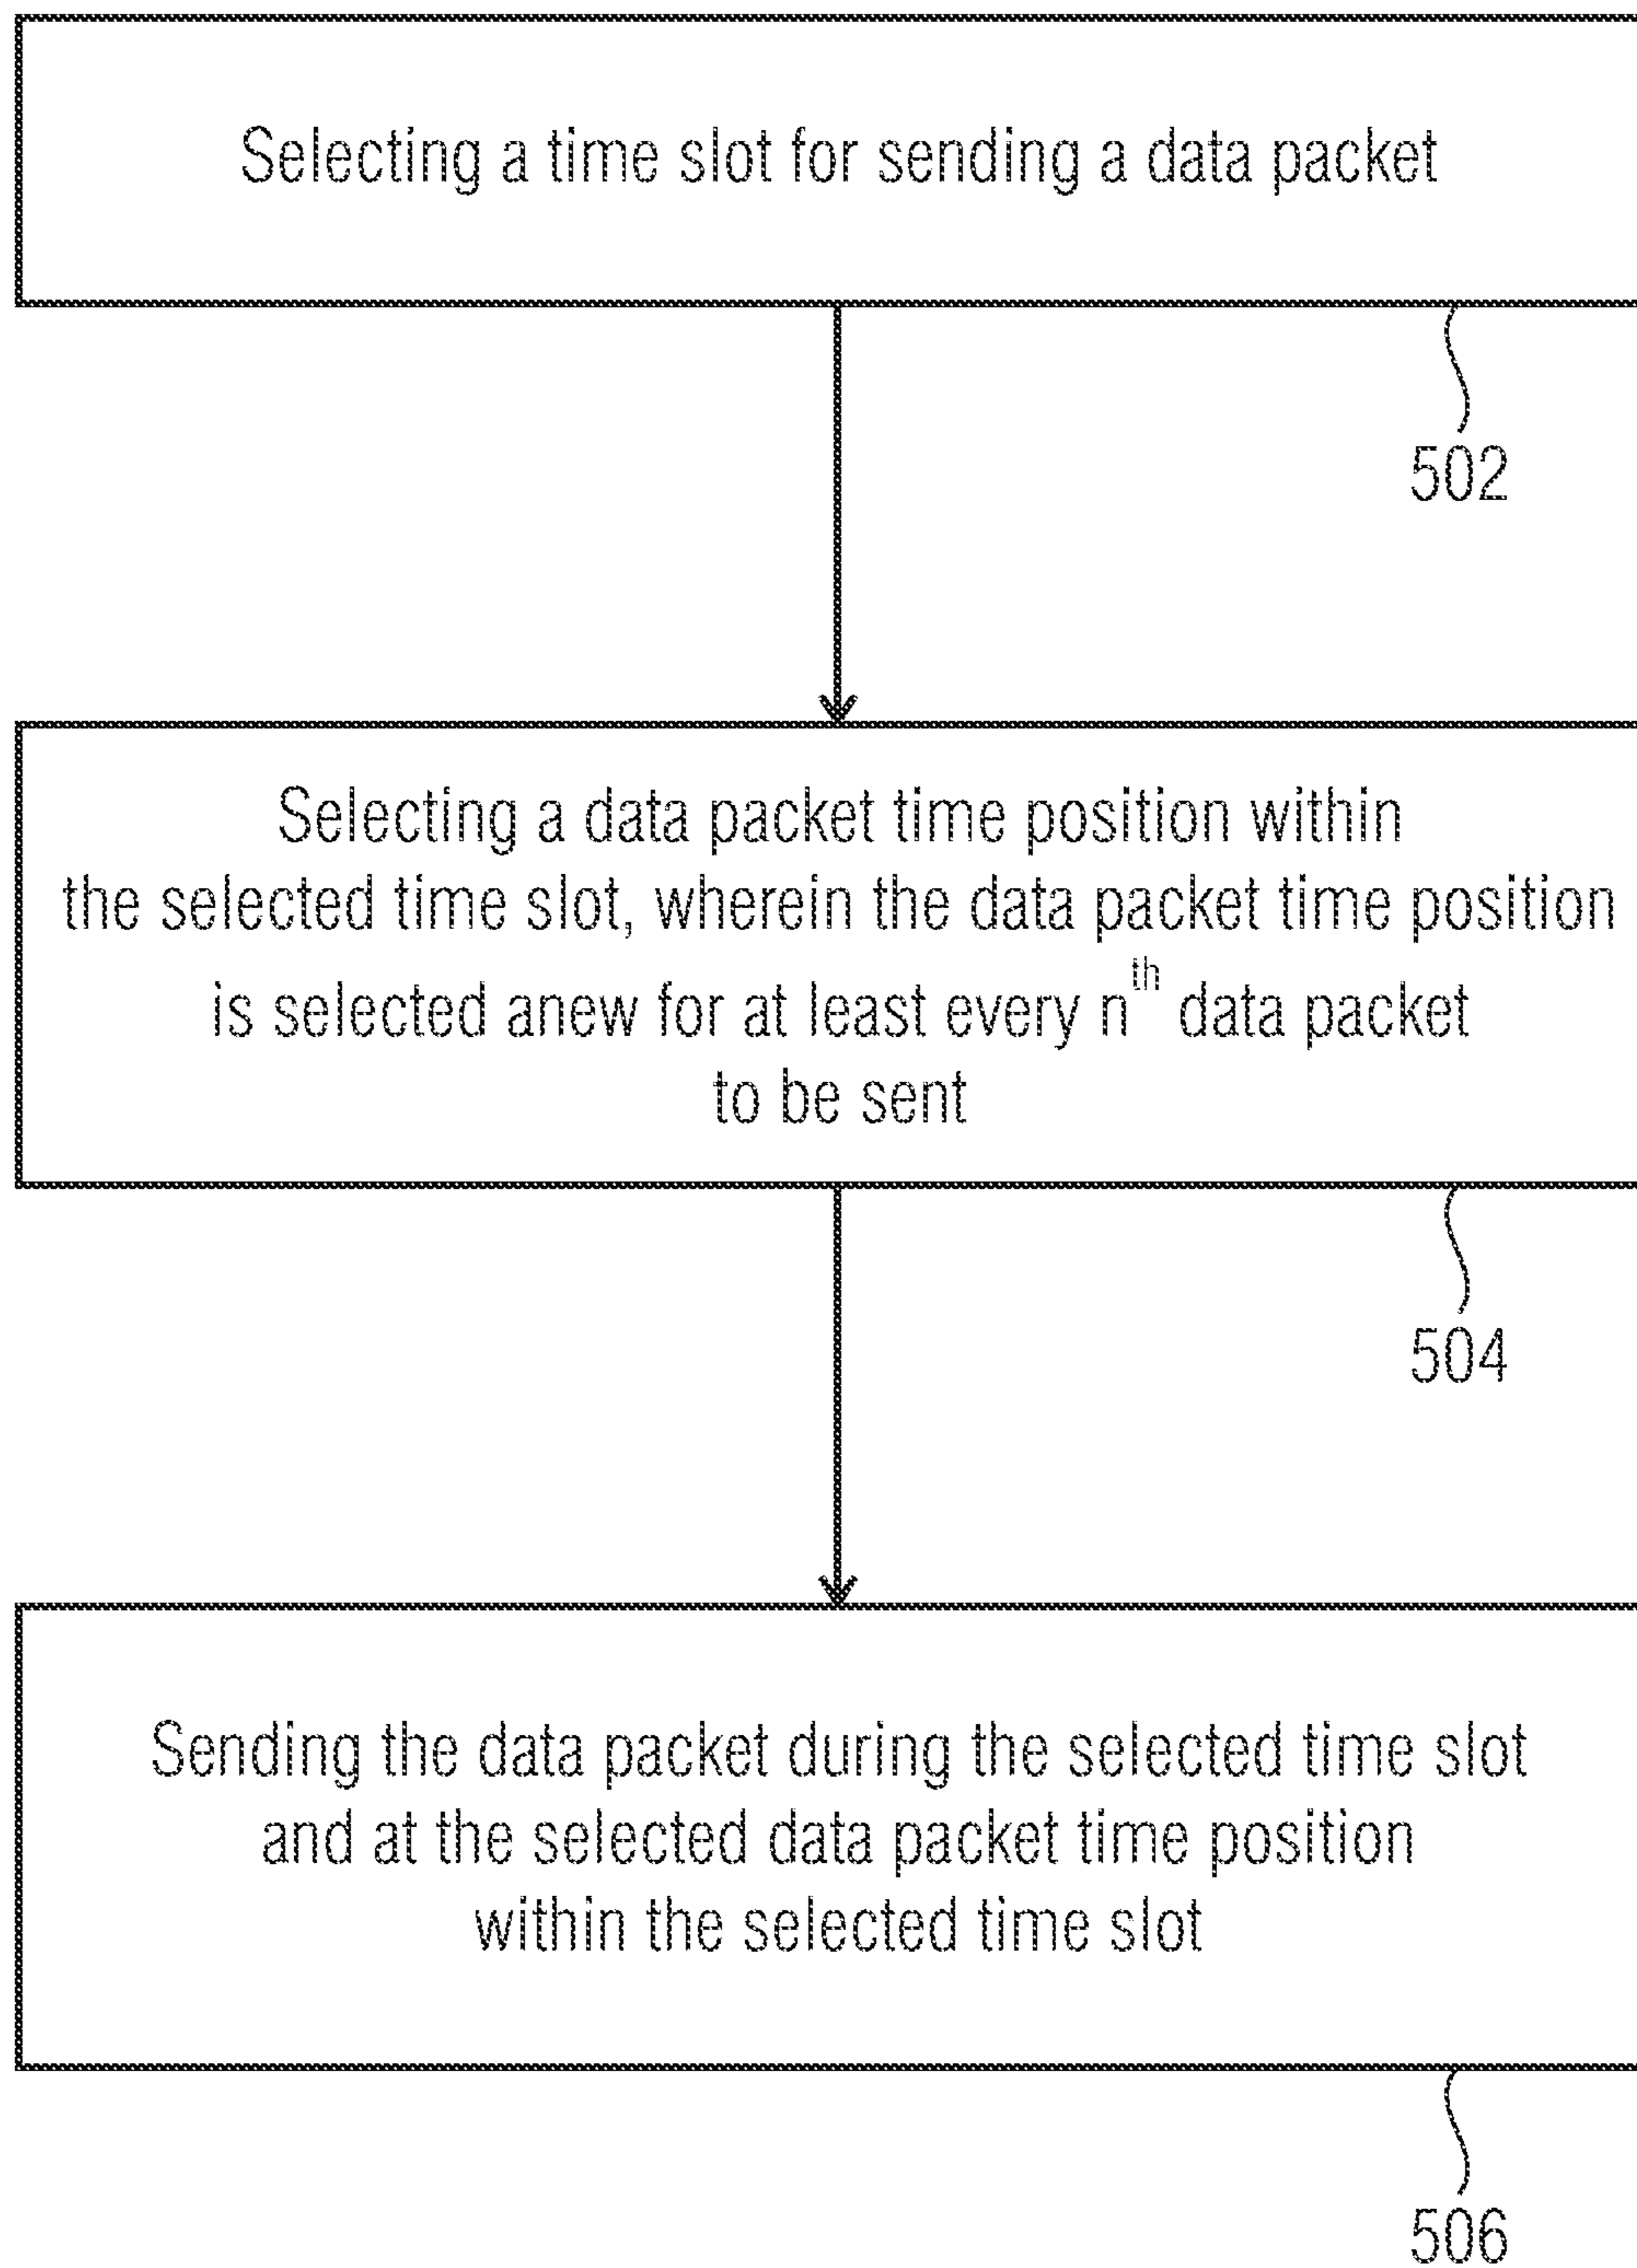 Selecting a time slot for sending a data packet
502
Selecting a data packet time position within
the selected time slot, wherein the data packet time position
is selected anew for at least every nth data packet
to be sent
504
Sending the data packet during the selected time slot
and at the selected data packet time position
within the selected time slot
506